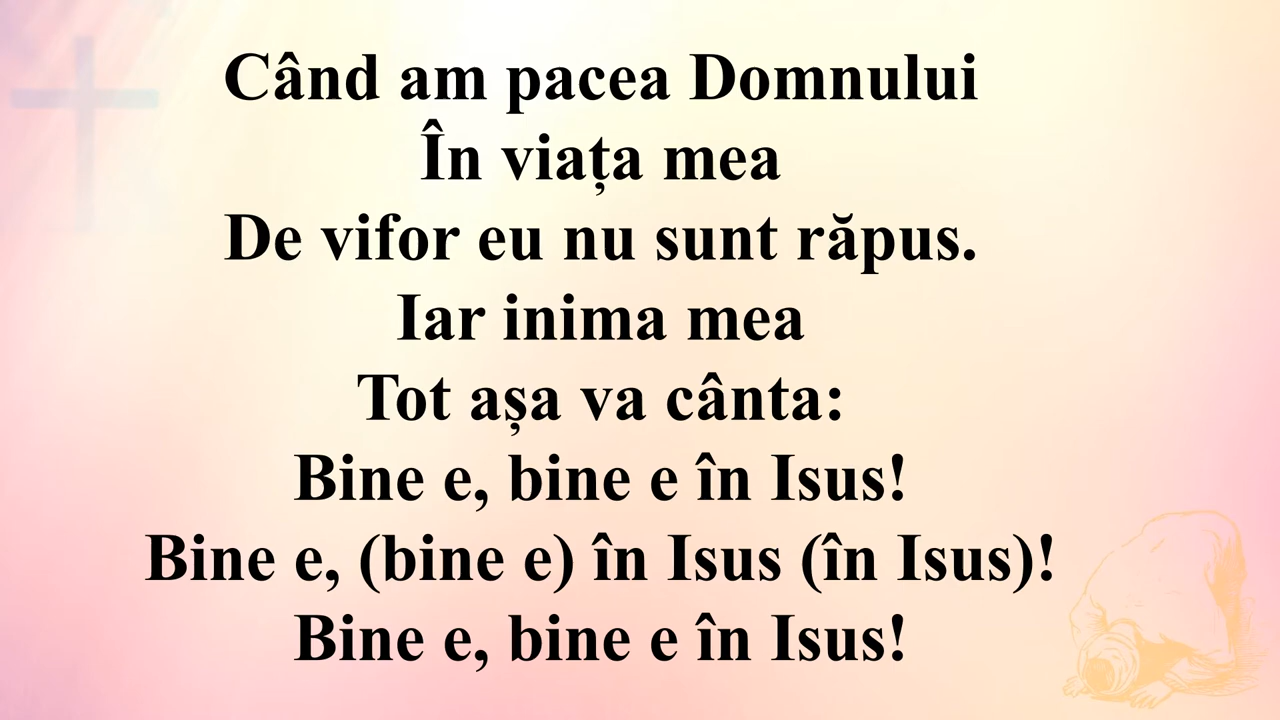 Când am pacea Domnului
În viața mea
De vifor eu nu sunt răpus.
Iar inima mea
Tot așa va cânta:
Bine e, bine e în Isus!
Bine e, (bine e) în Isus (în Isus)!
Bine e, bine e în Isus!